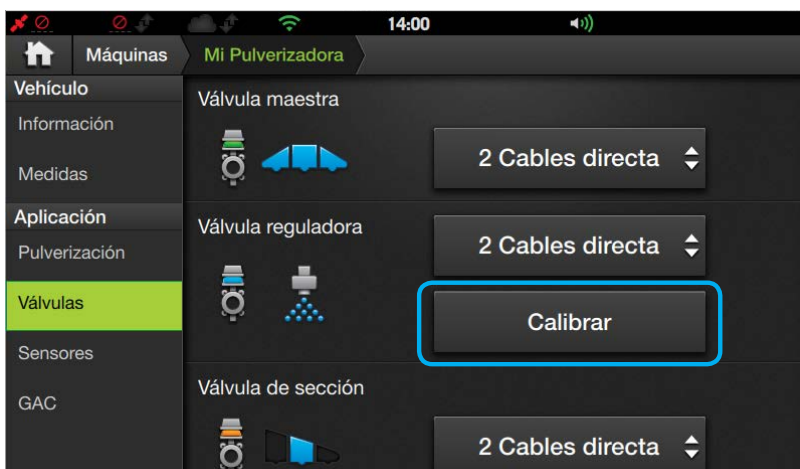 14:00
Máquinas
Mi Pulverizadora
Vehículo
Información
Medidas
Aplicación
Pulverización
Válvulas
Sensores
GAC
Válvula maestra
2 Cables directa
Válvula reguladora
2 Cables directa
Calibrar
Válvula de sección
2 Cables directa